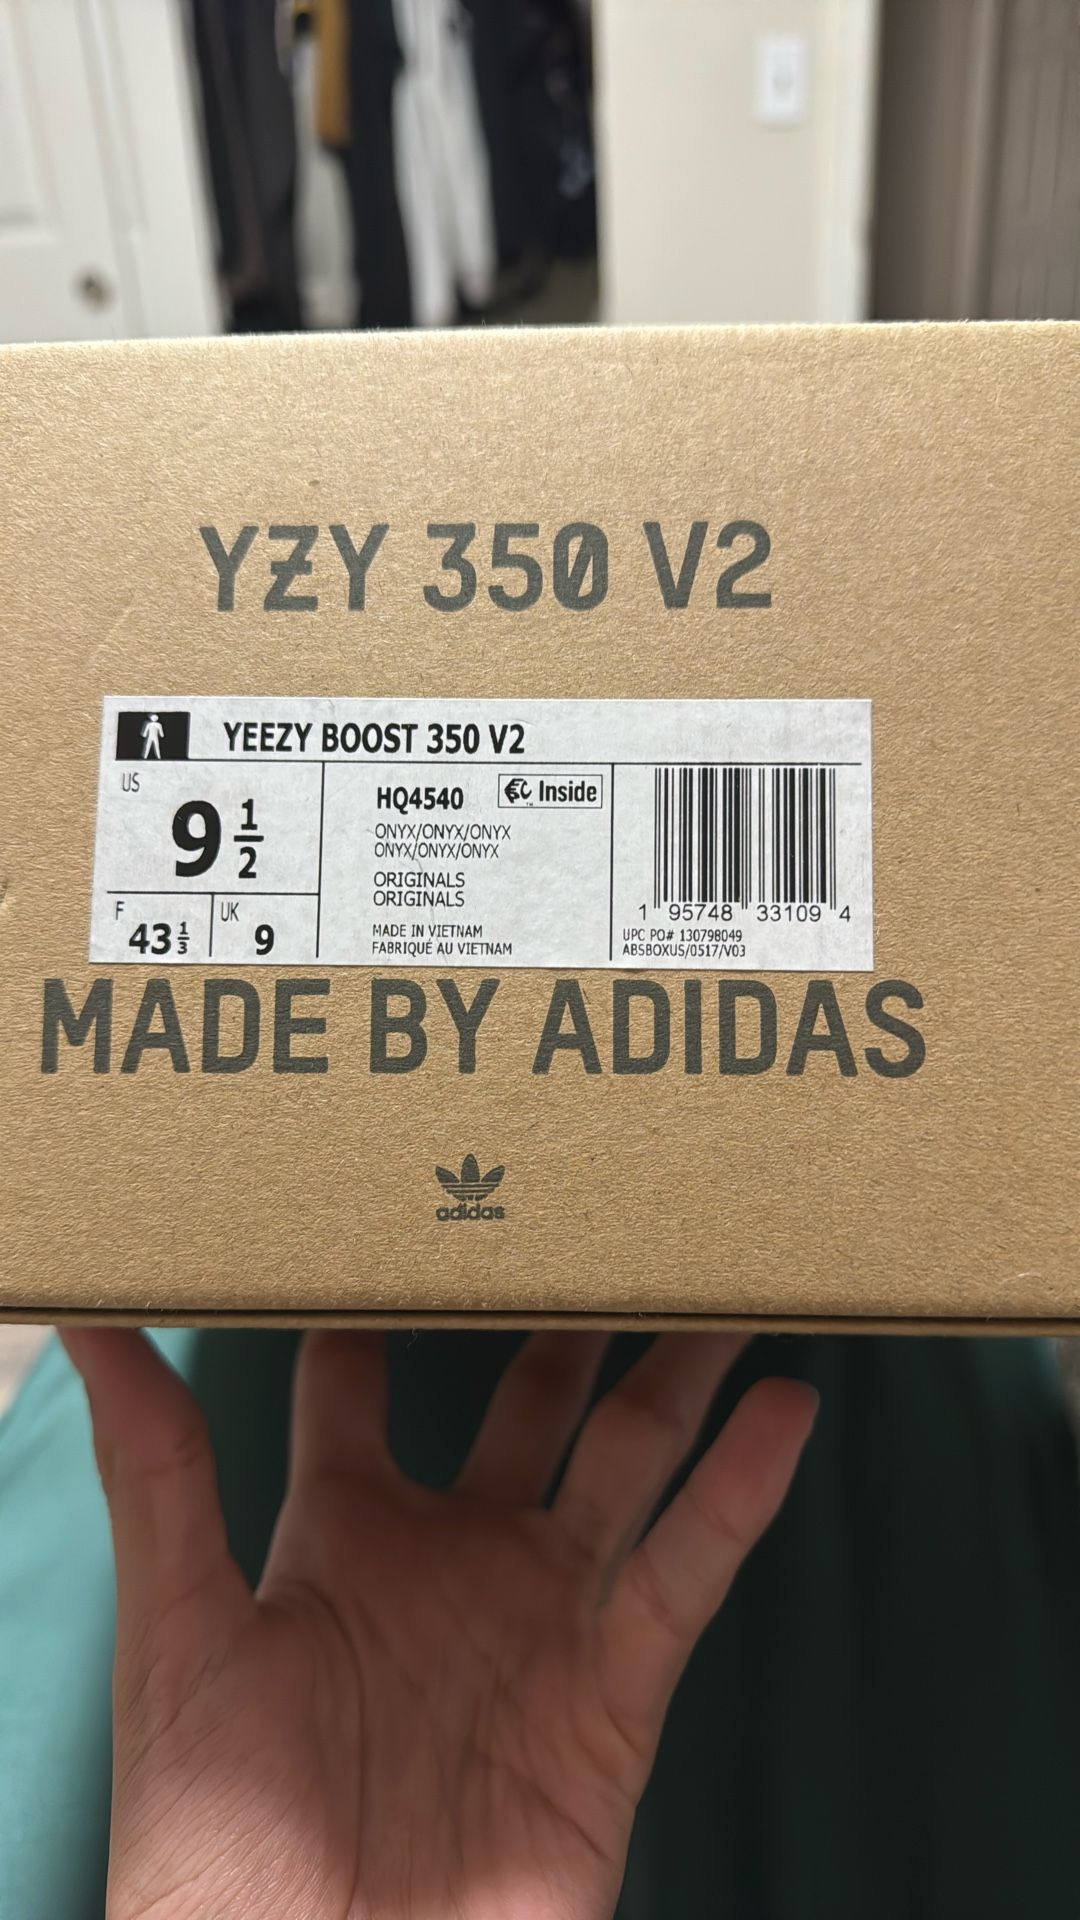 YZY 350 V2
YEEZY BOOST 350 V2
US
9 1/2
F
43 1/3
UK
9
HQ4540
EC Inside
TM
ONYX/ONYX/ONYX
ONYX/ONYX/ONYX
ORIGINALS
ORIGINALS
MADE IN VIETNAM
FABRIQUÉ AU VIETNAM
1 95748 33109 4
UPC PO# 130798049
ABSBOXUS/0517/V03
MADE BY ADIDAS
adidas